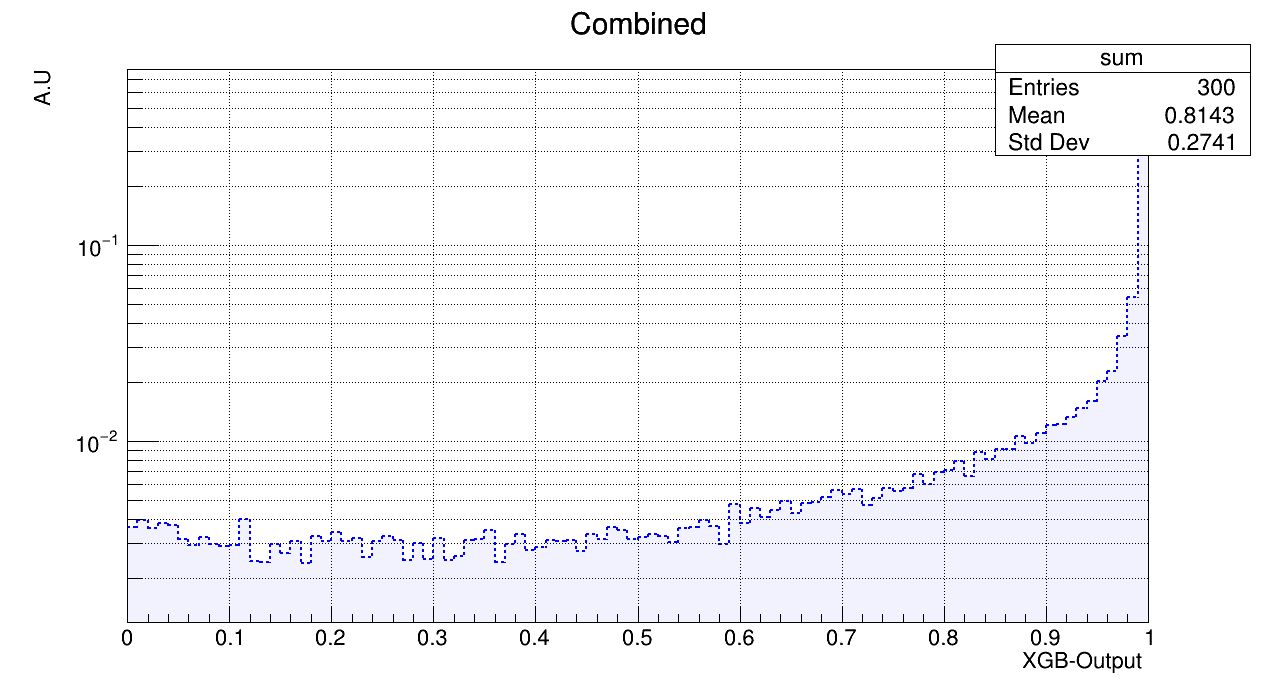 Combined
A.U
sum
Entries 300
Mean 0.8143
Std Dev 0.2741
10⁻¹
10⁻²
0 0.1 0.2 0.3 0.4 0.5 0.6 0.7 0.8 0.9 1
XGB-Output